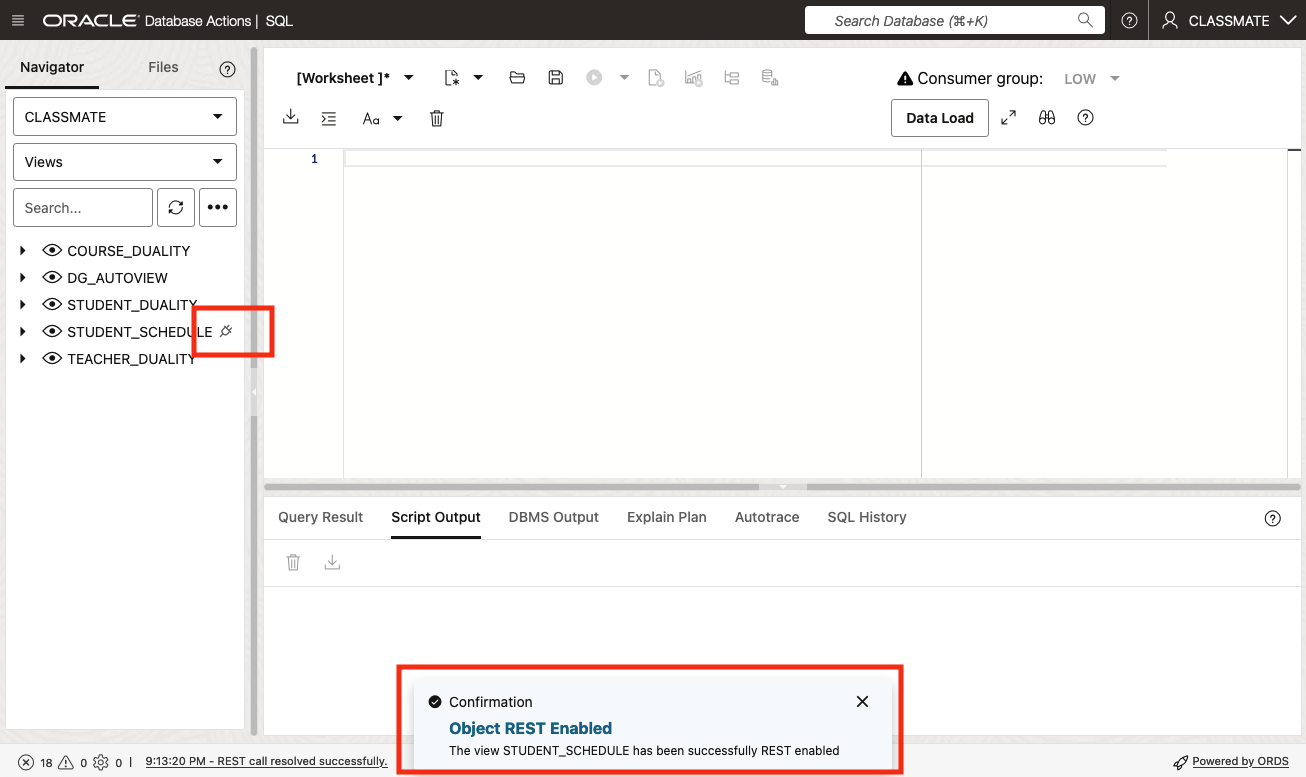 ORACLE Database Actions | SQL
Search Database (⌘+K)
CLASSMATE
Navigator
Files
CLASSMATE
Views
Search...
COURSE_DUALITY
DG_AUTOVIEW
STUDENT_DUALITY
STUDENT_SCHEDULE
TEACHER_DUALITY
[Worksheet ]*
Consumer group: LOW
Aa
Data Load
1
Query Result
Script Output
DBMS Output
Explain Plan
Autotrace
SQL History
Confirmation
Object REST Enabled
The view STUDENT_SCHEDULE has been successfully REST enabled
18 0 0 | 9:13:20 PM - REST call resolved successfully.
Powered by ORDS